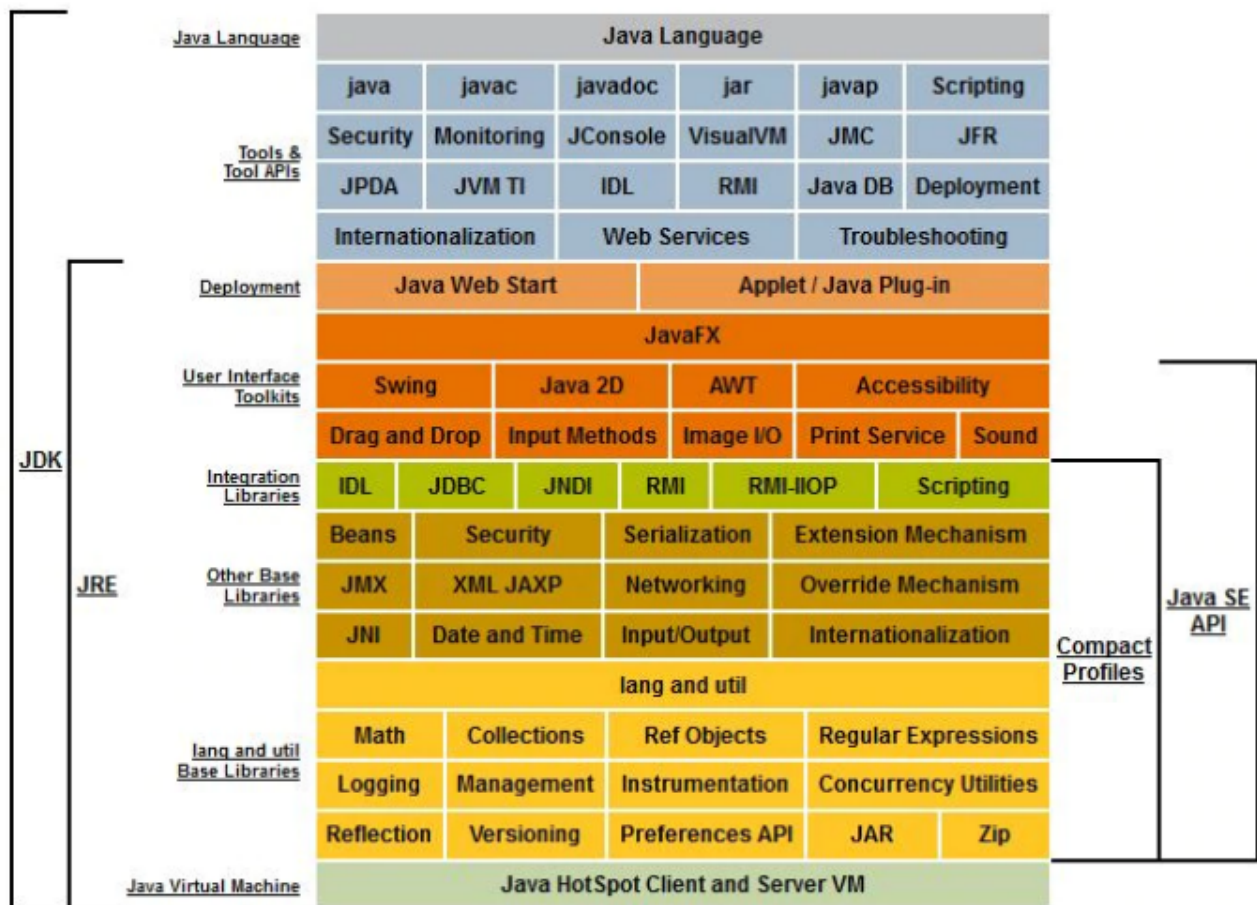 Java Language
Java Language
java javac javadoc jar javap Scripting
Security Monitoring JConsole VisualVM JMC JFR
Tools &
Tool APIs
JPDA JVM TI IDL RMI Java DB Deployment
Internationalization Web Services Troubleshooting
Deployment
Java Web Start Applet / Java Plug-in
JavaFX
User Interface
Toolkits
Swing Java 2D AWT Accessibility
Drag and Drop Input Methods Image I/O Print Service Sound
JDK
Integration
Libraries
IDL JDBC JNDI RMI RMI-IIOP Scripting
Beans Security Serialization Extension Mechanism
JRE
Other Base
Libraries
JMX XML JAXP Networking Override Mechanism
Java SE
API
JNI Date and Time Input/Output Internationalization
Compact
Profiles
lang and util
lang and util
Base Libraries
Math Collections Ref Objects Regular Expressions
Logging Management Instrumentation Concurrency Utilities
Reflection Versioning Preferences API JAR Zip
Java Virtual Machine
Java HotSpot Client and Server VM